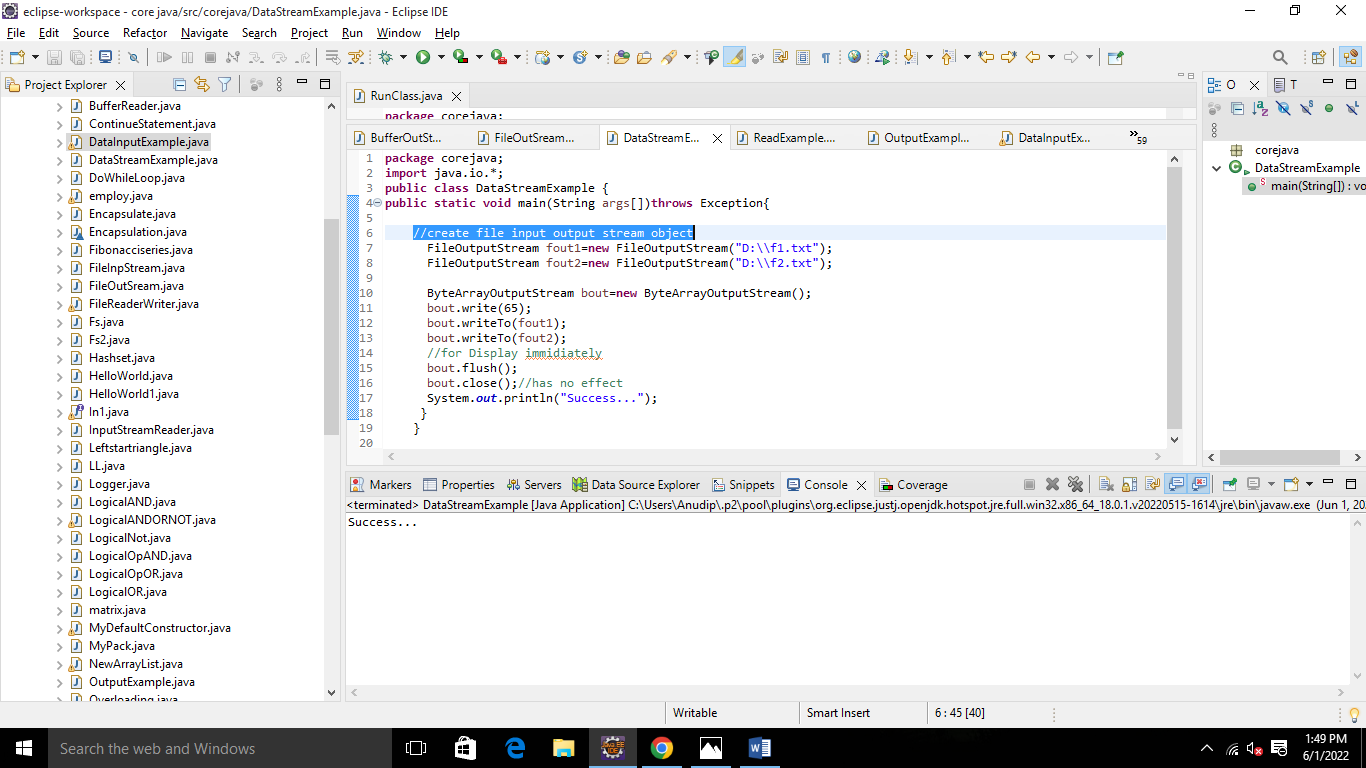 eclipse-workspace - core java/src/corejava/DataStreamExample.java - Eclipse IDE
File Edit Source Refactor Navigate Search Project Run Window Help
Project Explorer
BufferReader.java
ContinueStatement.java
DataInputExample.java
DataStreamExample.java
DoWhileLoop.java
employ.java
Encapsulate.java
Encapsulation.java
Fibonacciseries.java
FileInpStream.java
FileOutSream.java
FileReaderWriter.java
Fs.java
Fs2.java
Hashset.java
HelloWorld.java
HelloWorld1.java
In1.java
InputStreamReader.java
Leftstartriangle.java
LL.java
Logger.java
LogicalAND.java
LogicalANDORNOT.java
LogicalNot.java
LogicalOpAND.java
LogicalOpOR.java
LogicalOR.java
matrix.java
MyDefaultConstructor.java
MyPack.java
NewArrayList.java
OutputExample.java
Overloading.java
RunClass.java
package corejava;
BufferOutSt... FileOutSream... DataStreamE... ReadExample.... OutputExampl... DataInputEx... »59
1 package corejava;
2 import java.io.*;
3 public class DataStreamExample {
4 public static void main(String args[])throws Exception{
5
6 //create file input output stream object
7 FileOutputStream fout1=new FileOutputStream("D:\\f1.txt");
8 FileOutputStream fout2=new FileOutputStream("D:\\f2.txt");
9
10 ByteArrayOutputStream bout=new ByteArrayOutputStream();
11 bout.write(65);
12 bout.writeTo(fout1);
13 bout.writeTo(fout2);
14 //for Display immidiately
15 bout.flush();
16 bout.close();//has no effect
17 System.out.println("Success...");
18 }
19 }
20
O T
corejava
DataStreamExample
main(String[]) : vo
Markers Properties Servers Data Source Explorer Snippets Console Coverage
<terminated> DataStreamExample [Java Application] C:\Users\Anudip\.p2\pool\plugins\org.eclipse.justj.openjdk.hotspot.jre.full.win32.x86_64_18.0.1.v20220515-1614\jre\bin\javaw.exe (Jun 1, 20
Success...
Writable Smart Insert 6 : 45 [40]
Search the web and Windows
1:49 PM
6/1/2022